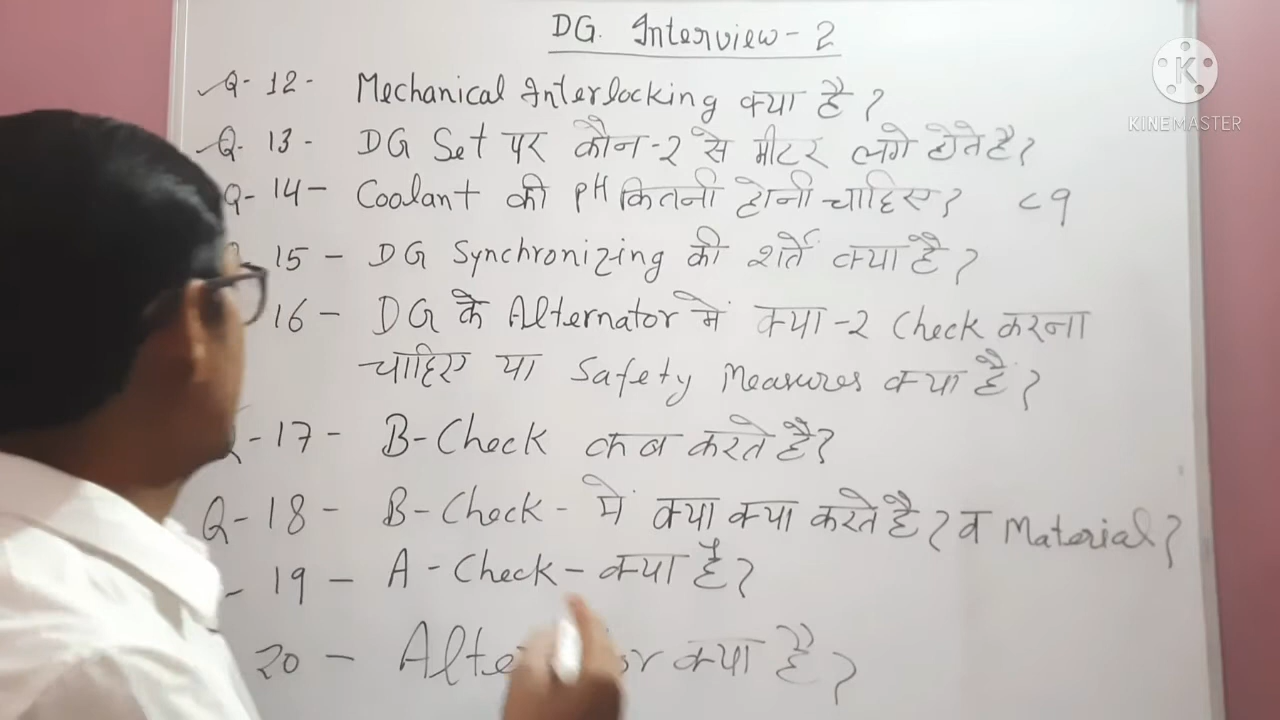 DG. Interview - 2
Q- 12 - Mechanical Interlocking क्या है ?
Q. 13 - DG Set पर कौन-२ से मीटर लगे होते है ?
Q- 14 - Coolant की pH कितनी होनी चाहिए ? < 9
15 - DG Synchronizing की शर्ते क्या है ?
16 - DG के Alternator में क्या -२ Check करना
चाहिए या Safety Measures क्या है ?
-17 - B-Check कब करते है ?
Q-18 - B-Check - में क्या क्या करते है ? व Material ?
- 19 - A - Check - क्या है ?
20 - क्या है ?
KINEMASTER